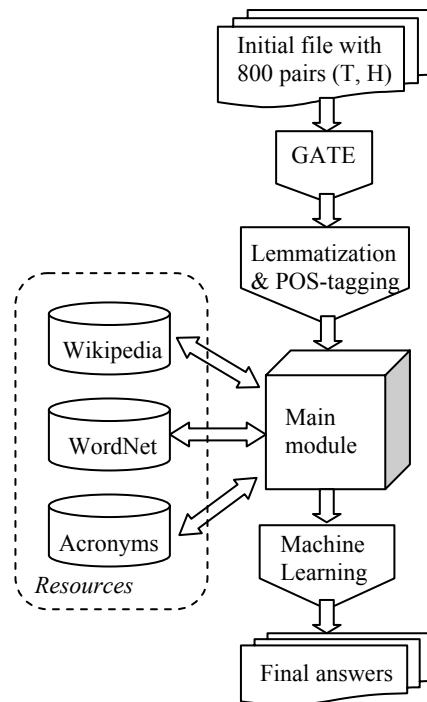 Initial file with
800 pairs (T, H)
GATE
Lemmatization
& POS-tagging
Wikipedia
WordNet
Acronyms
Resources
Main
module
Machine
Learning
Final answers